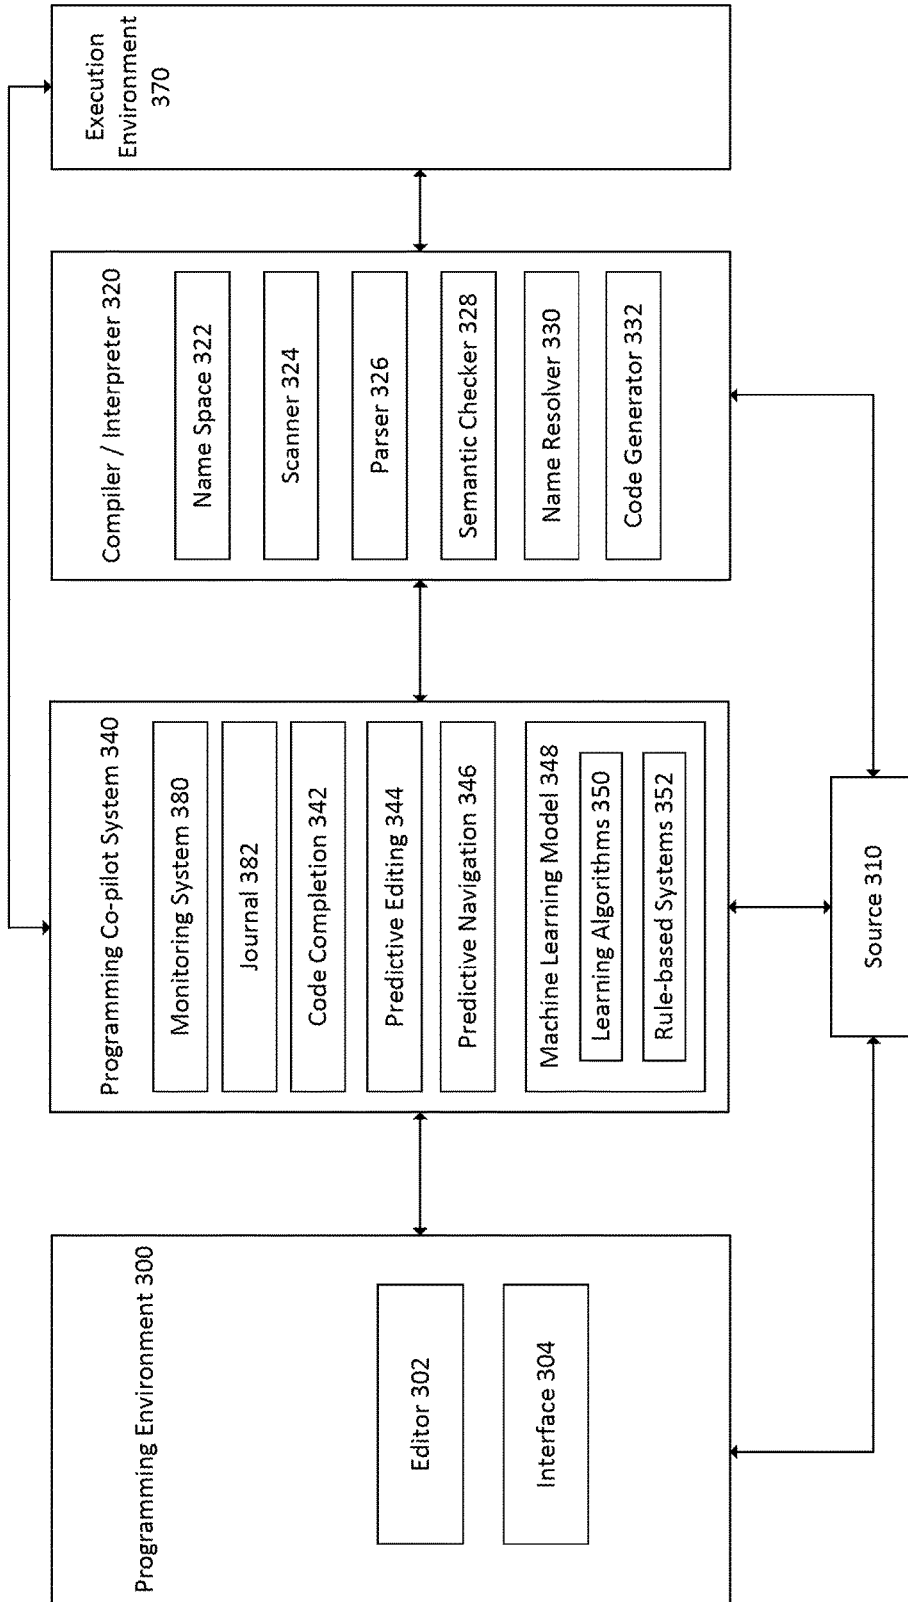 Programming Environment 300
Editor 302
Interface 304
Programming Co-pilot System 340
Monitoring System 380
Journal 382
Code Completion 342
Predictive Editing 344
Predictive Navigation 346
Machine Learning Model 348
Learning Algorithms 350
Rule-based Systems 352
Compiler / Interpreter 320
Name Space 322
Scanner 324
Parser 326
Semantic Checker 328
Name Resolver 330
Code Generator 332
Execution
Environment
370
Source 310